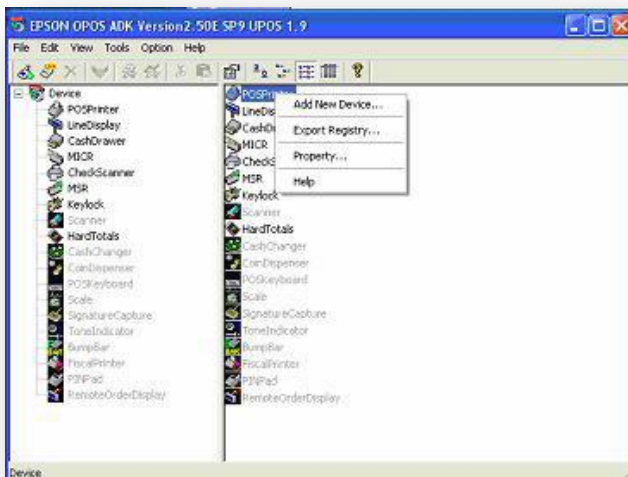 EPSON OPOS ADK Version2.50E SP9 UPOS 1.9
File Edit View Tools Option Help
Device
POSPrinter
LineDisplay
CashDrawer
MICR
CheckScanner
MSR
Keylock
Scanner
HardTotals
CashChanger
CoinDispenser
POSKeyboard
Scale
SignatureCapture
ToneIndicator
BumpBar
FiscalPrinter
PINPad
RemoteOrderDisplay
POSPrinter
LineDis
CashD
MICR
CheckS
MSR
Keylock
Scanner
HardTotals
CashChanger
CoinDispenser
POSKeyboard
Scale
SignatureCapture
ToneIndicator
BumpBar
FiscalPrinter
PINPad
RemoteOrderDisplay
Add New Device...
Export Registry...
Property...
Help
Device